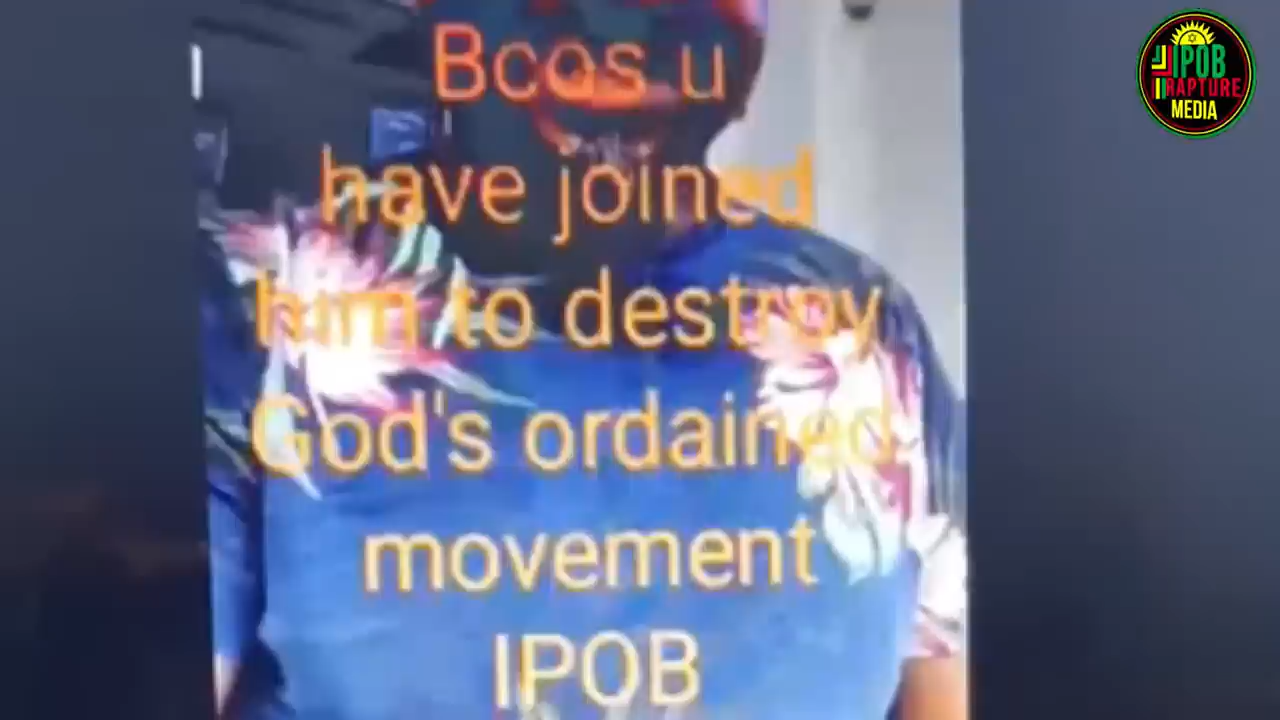 Bcos u
have joined
him to destroy
God's ordained
movement
IPOB
IPOB
RAPTURE
MEDIA